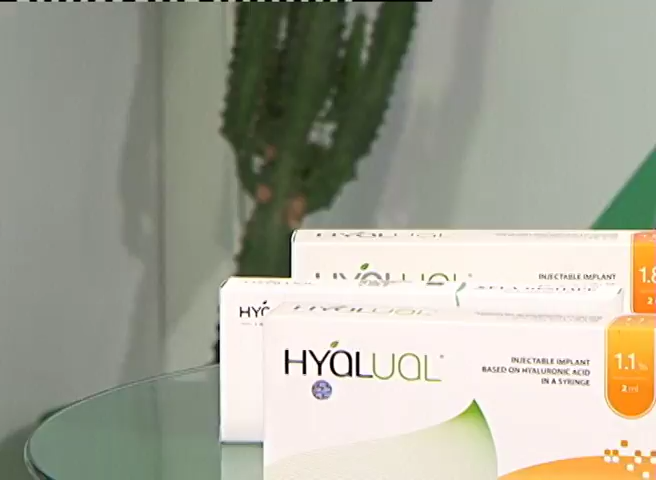 HYALUAL
HYALUAL®
INJECTABLE IMPLANT
1.8
2
HYALUAL®
INJECTABLE IMPLANT
BASED ON HYALURONIC ACID
IN A SYRINGE
1.1%
2 ml